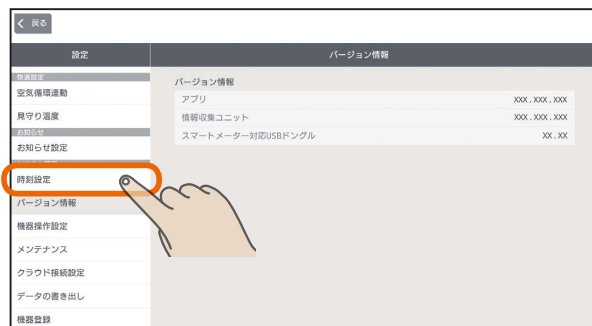 戻る
設定
バージョン情報
快適設定
空気循環連動
見守り温度
お知らせ
お知らせ設定
時刻設定
バージョン情報
機器操作設定
メンテナンス
クラウド接続設定
データの書き出し
機器登録
バージョン情報
アプリ XXX.XXX.XXX
情報収集ユニット XXX.XXX.XXX
スマートメーター対応USBドングル XX.XX